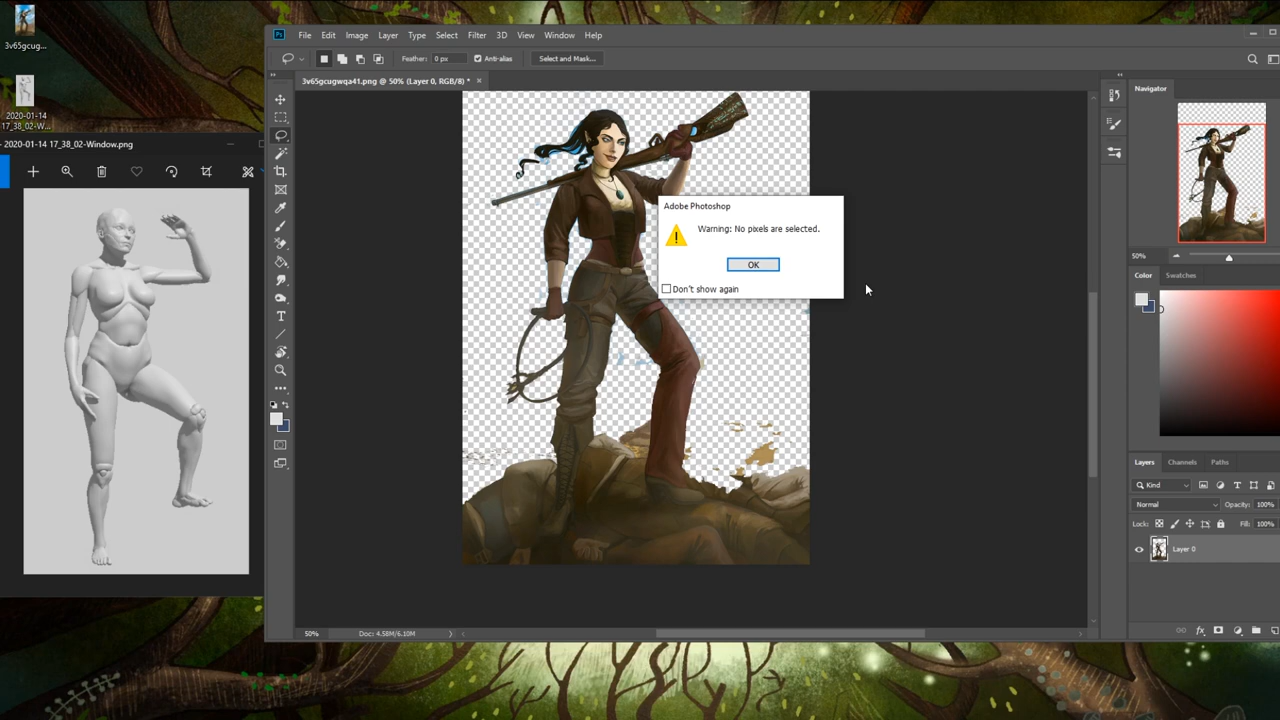 3v65gcug...
2020-01-14
17_38_02-W...
- 2020-01-14 17_38_02-Window.png
Ps
File Edit Image Layer Type Select Filter 3D View Window Help
Feather: 0 px Anti-alias Select and Mask...
3v65gcugwqa41.png @ 50% (Layer 0, RGB/8) *
Adobe Photoshop
Warning: No pixels are selected.
OK
Don't show again
50% Doc: 4.58M/6.10M
Navigator
50%
Color Swatches
Layers Channels Paths
Kind
Normal Opacity: 100%
Lock: Fill: 100%
Layer 0
fx